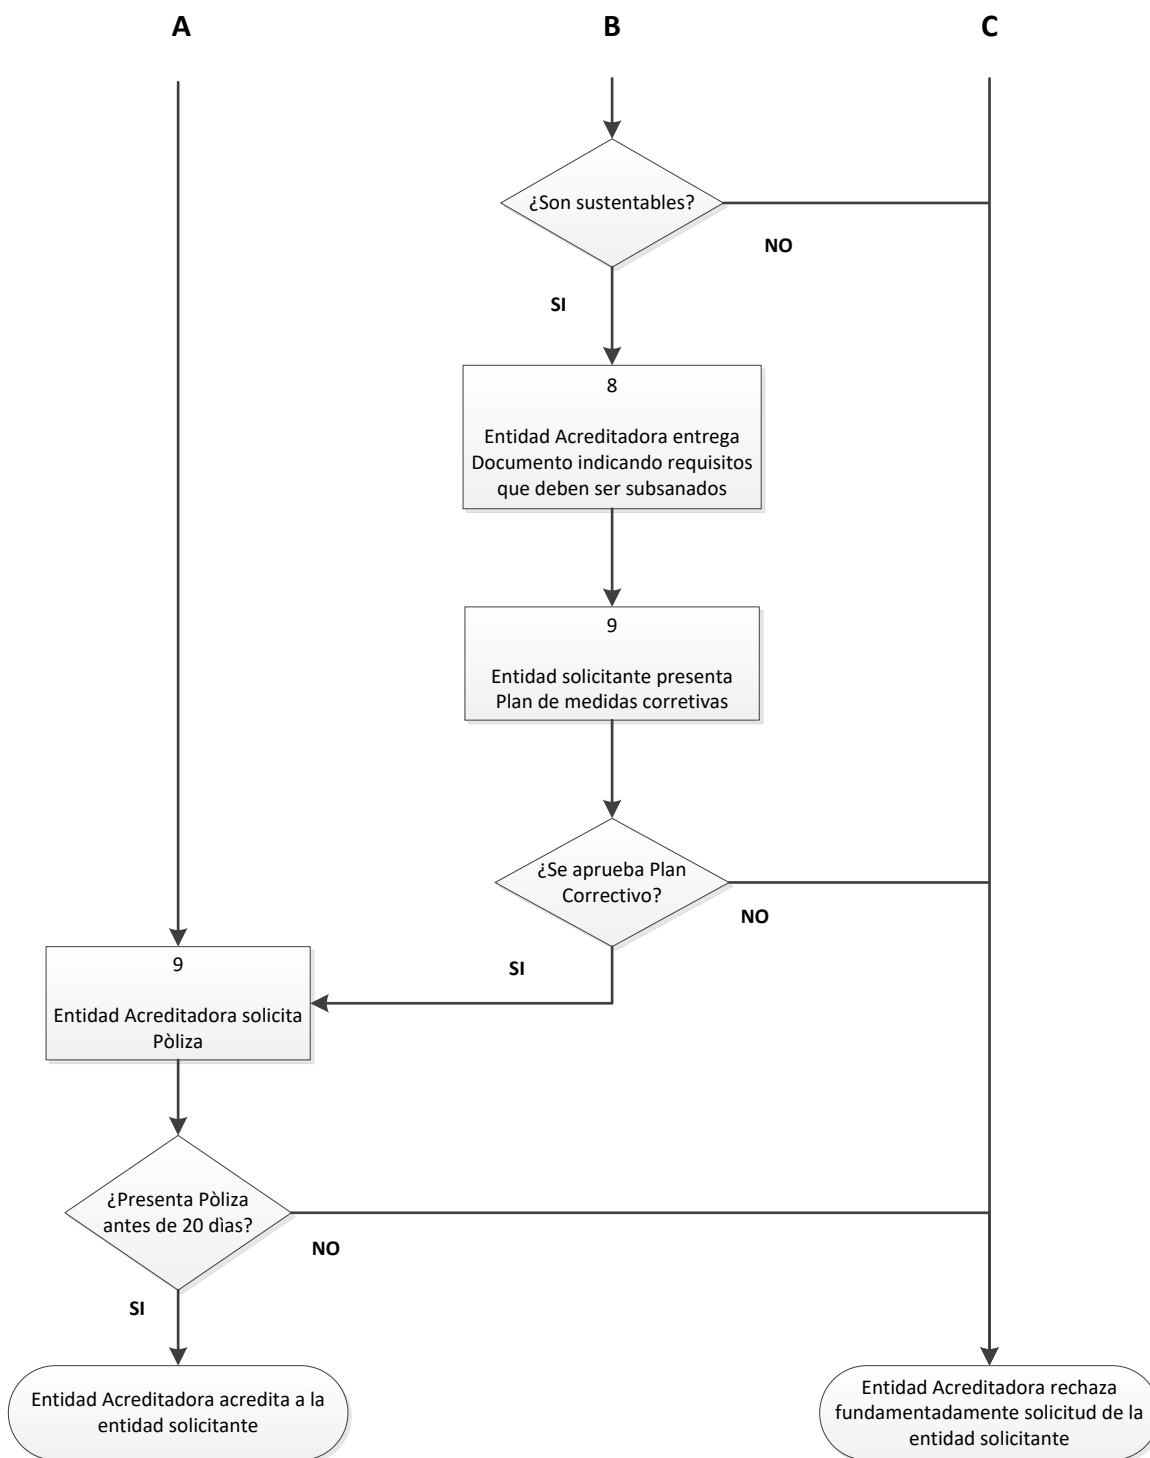 A
B
C
¿Son sustentables?
NO
SI
8
Entidad Acreditadora entrega
Documento indicando requisitos
que deben ser subsanados
9
Entidad solicitante presenta
Plan de medidas corretivas
¿Se aprueba Plan
Correctivo?
NO
SI
9
Entidad Acreditadora solicita
Pòliza
¿Presenta Pòliza
antes de 20 dìas?
NO
SI
Entidad Acreditadora acredita a la
entidad solicitante
Entidad Acreditadora rechaza
fundamentadamente solicitud de la
entidad solicitante